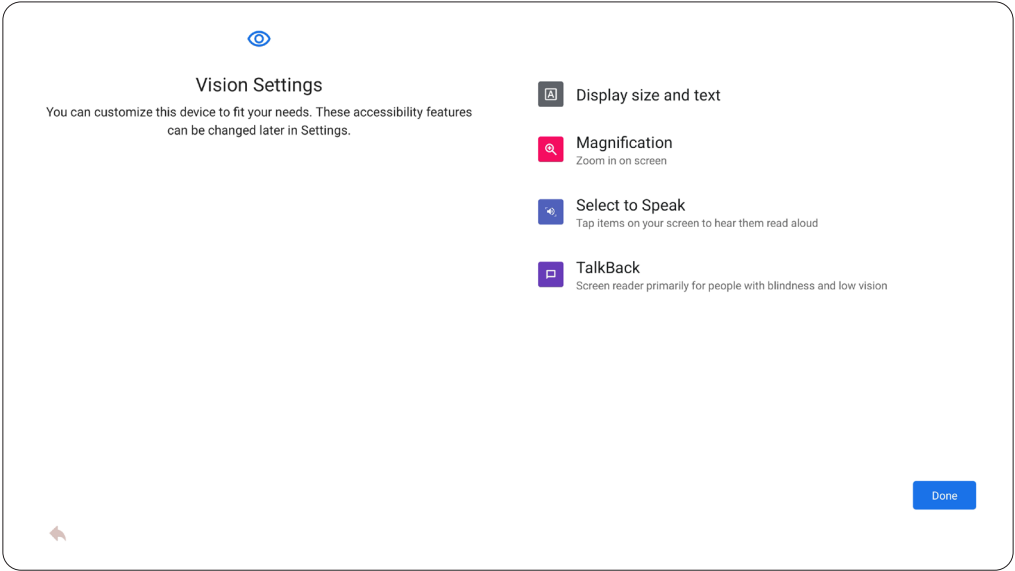 Vision Settings
You can customize this device to fit your needs. These accessibility features
can be changed later in Settings.
A
Display size and text
Magnification
Zoom in on screen
Select to Speak
Tap items on your screen to hear them read aloud
TalkBack
Screen reader primarily for people with blindness and low vision
Done